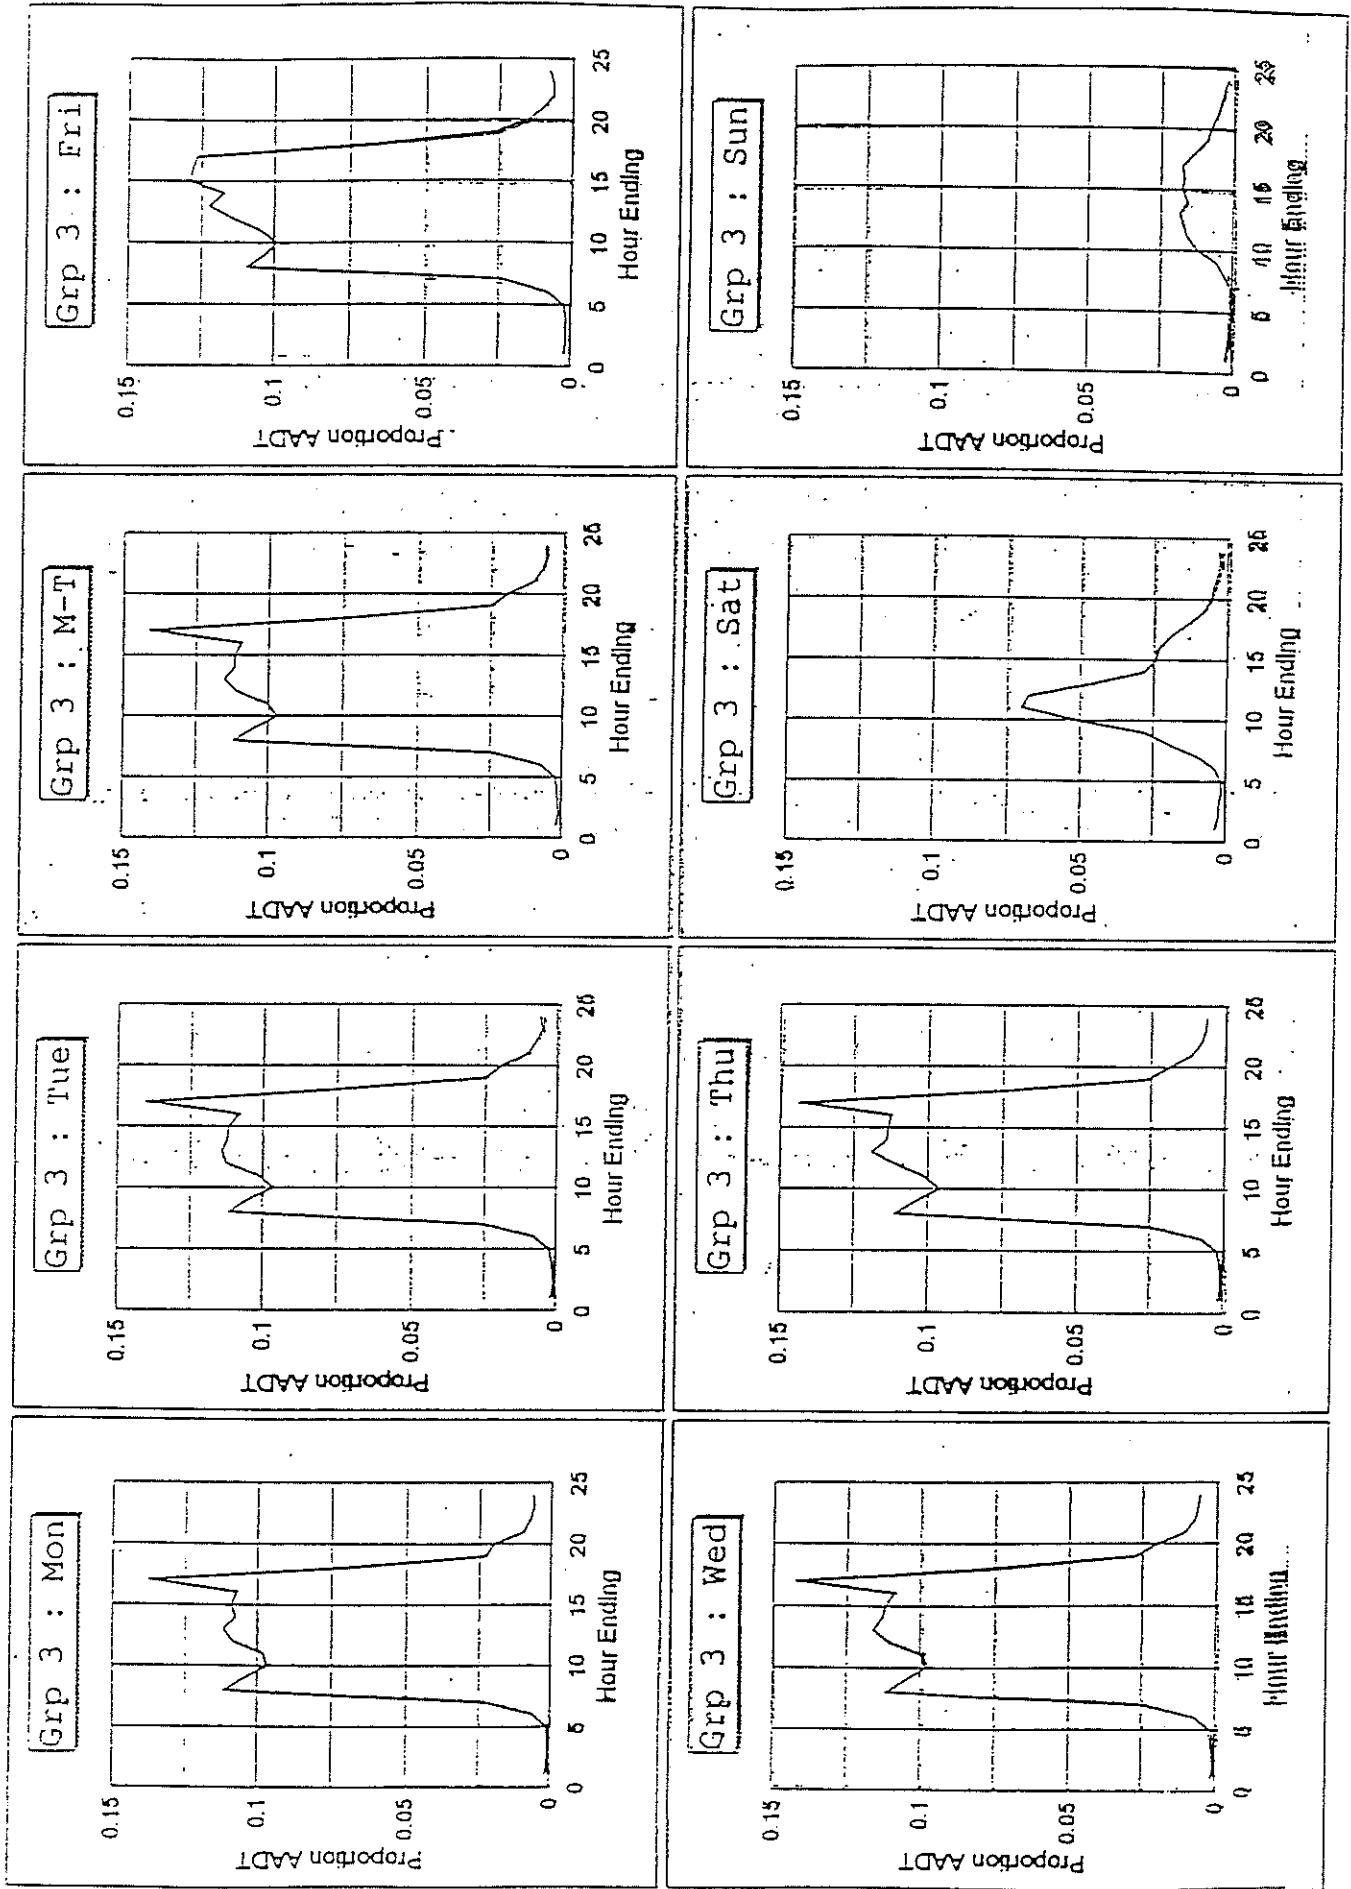 Grp 3 : Mon
Proportion AADT
0.15
0.1
0.05
0
0 5 10 15 20 25
Hour Ending
Grp 3 : Tue
Proportion AADT
0.15
0.1
0.05
0
0 5 10 15 20 25
Hour Ending
Grp 3 : M-T
Proportion AADT
0.15
0.1
0.05
0
0 5 10 15 20 25
Hour Ending
Grp 3 : Fri
Proportion AADT
0.15
0.1
0.05
0
0 5 10 15 20 25
Hour Ending
Grp 3 : Wed
Proportion AADT
0.15
0.1
0.05
0
0 5 10 15 20 25
Hour Ending
Grp 3 : Thu
Proportion AADT
0.15
0.1
0.05
0
0 5 10 15 20 25
Hour Ending
Grp 3 : Sat
Proportion AADT
0.15
0.1
0.05
0
0 5 10 15 20 25
Hour Ending
Grp 3 : Sun
Proportion AADT
0.15
0.1
0.05
0
0 5 10 15 20 25
Hour Ending